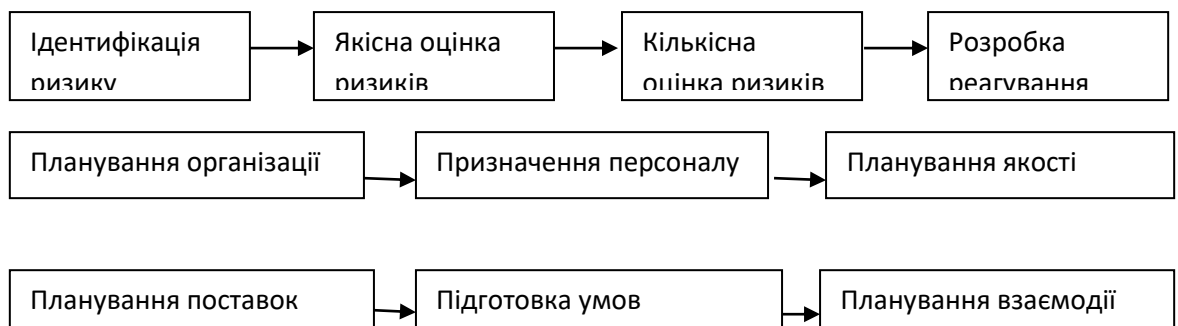 Ідентифікація Якісна оцінка Кількісна Розробка
ризику ризиків оцінка ризиків реагування
Планування організації Призначення персоналу Планування якості
Планування поставок Підготовка умов Планування взаємодії